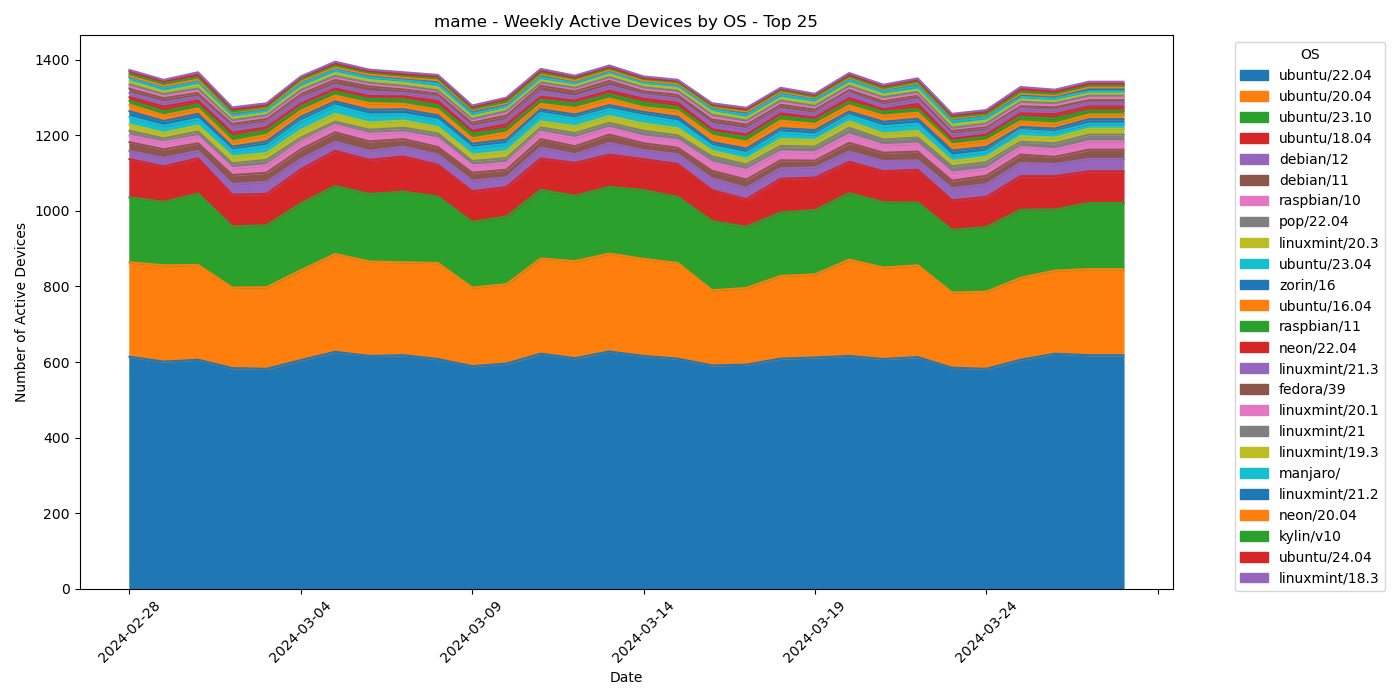 mame - Weekly Active Devices by OS - Top 25
Number of Active Devices
1400
1200
1000
800
600
400
200
0
2024-02-28
2024-03-04
2024-03-09
2024-03-14
2024-03-19
2024-03-24
Date
OS
ubuntu/22.04
ubuntu/20.04
ubuntu/23.10
ubuntu/18.04
debian/12
debian/11
raspbian/10
pop/22.04
linuxmint/20.3
ubuntu/23.04
zorin/16
ubuntu/16.04
raspbian/11
neon/22.04
linuxmint/21.3
fedora/39
linuxmint/20.1
linuxmint/21
linuxmint/19.3
manjaro/
linuxmint/21.2
neon/20.04
kylin/v10
ubuntu/24.04
linuxmint/18.3